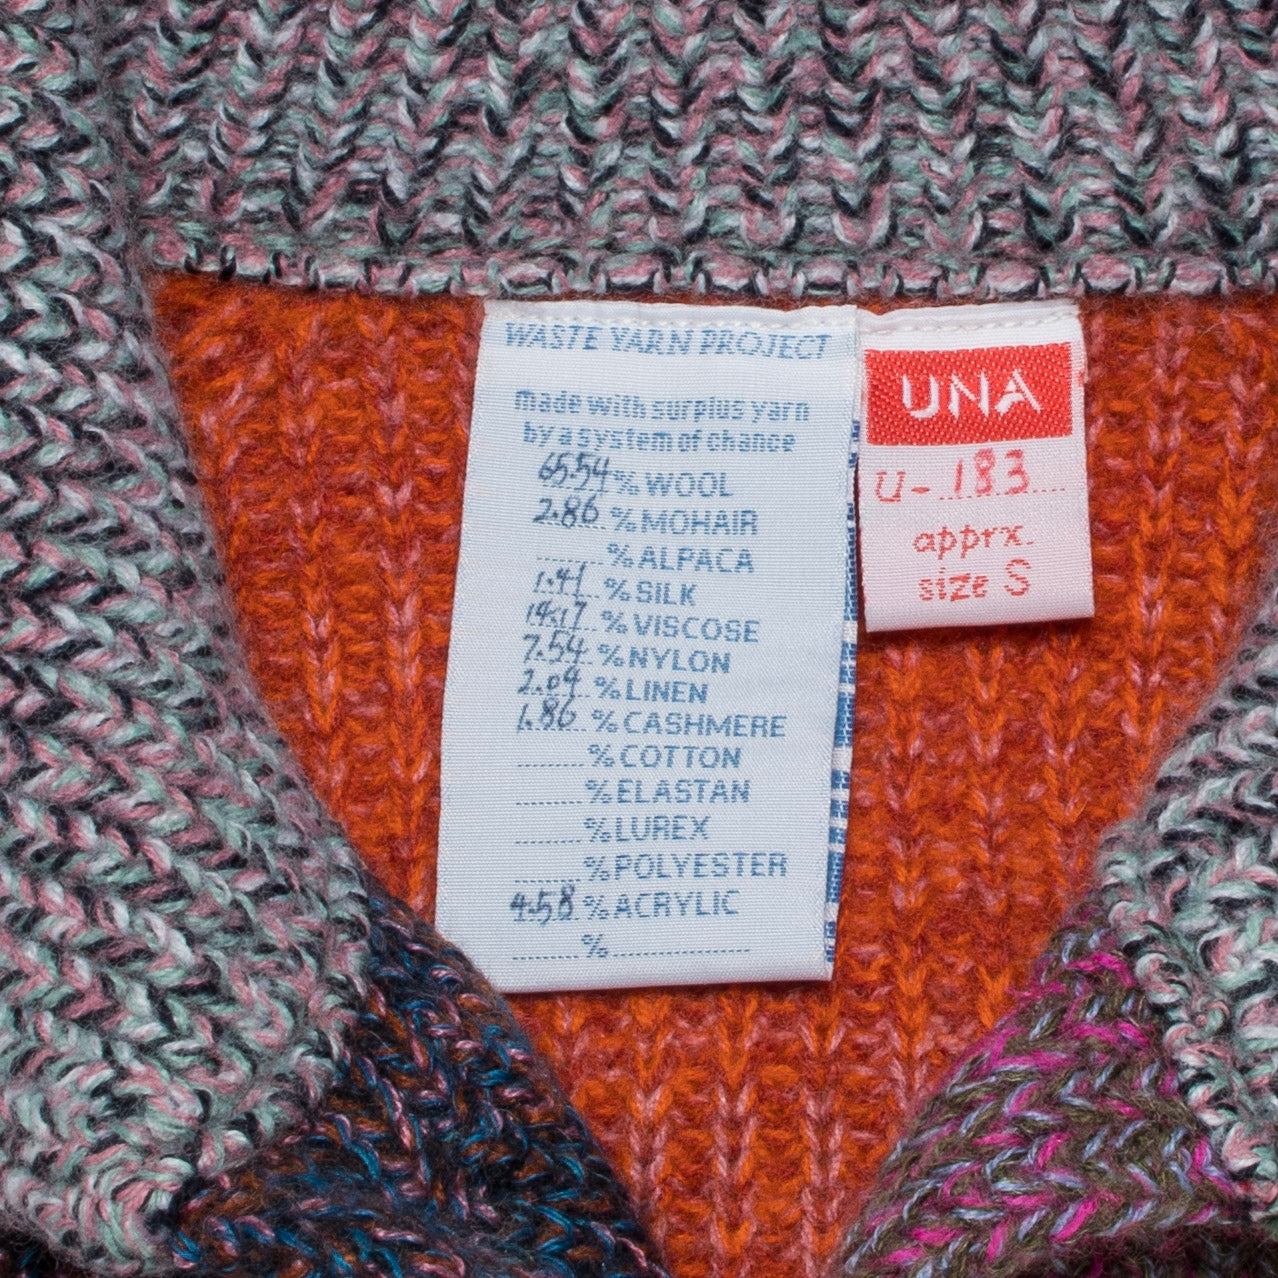 WASTE YARN PROJECT
made with surplus yarn
by a system of chance
65.54 % WOOL
2.86 % MOHAIR
% ALPACA
1.41 % SILK
14.17 % VISCOSE
7.54 % NYLON
2.04 % LINEN
1.86 % CASHMERE
% COTTON
% ELASTAN
% LUREX
% POLYESTER
4.58 % ACRYLIC
%
UNA
U- 183
apprx.
size S